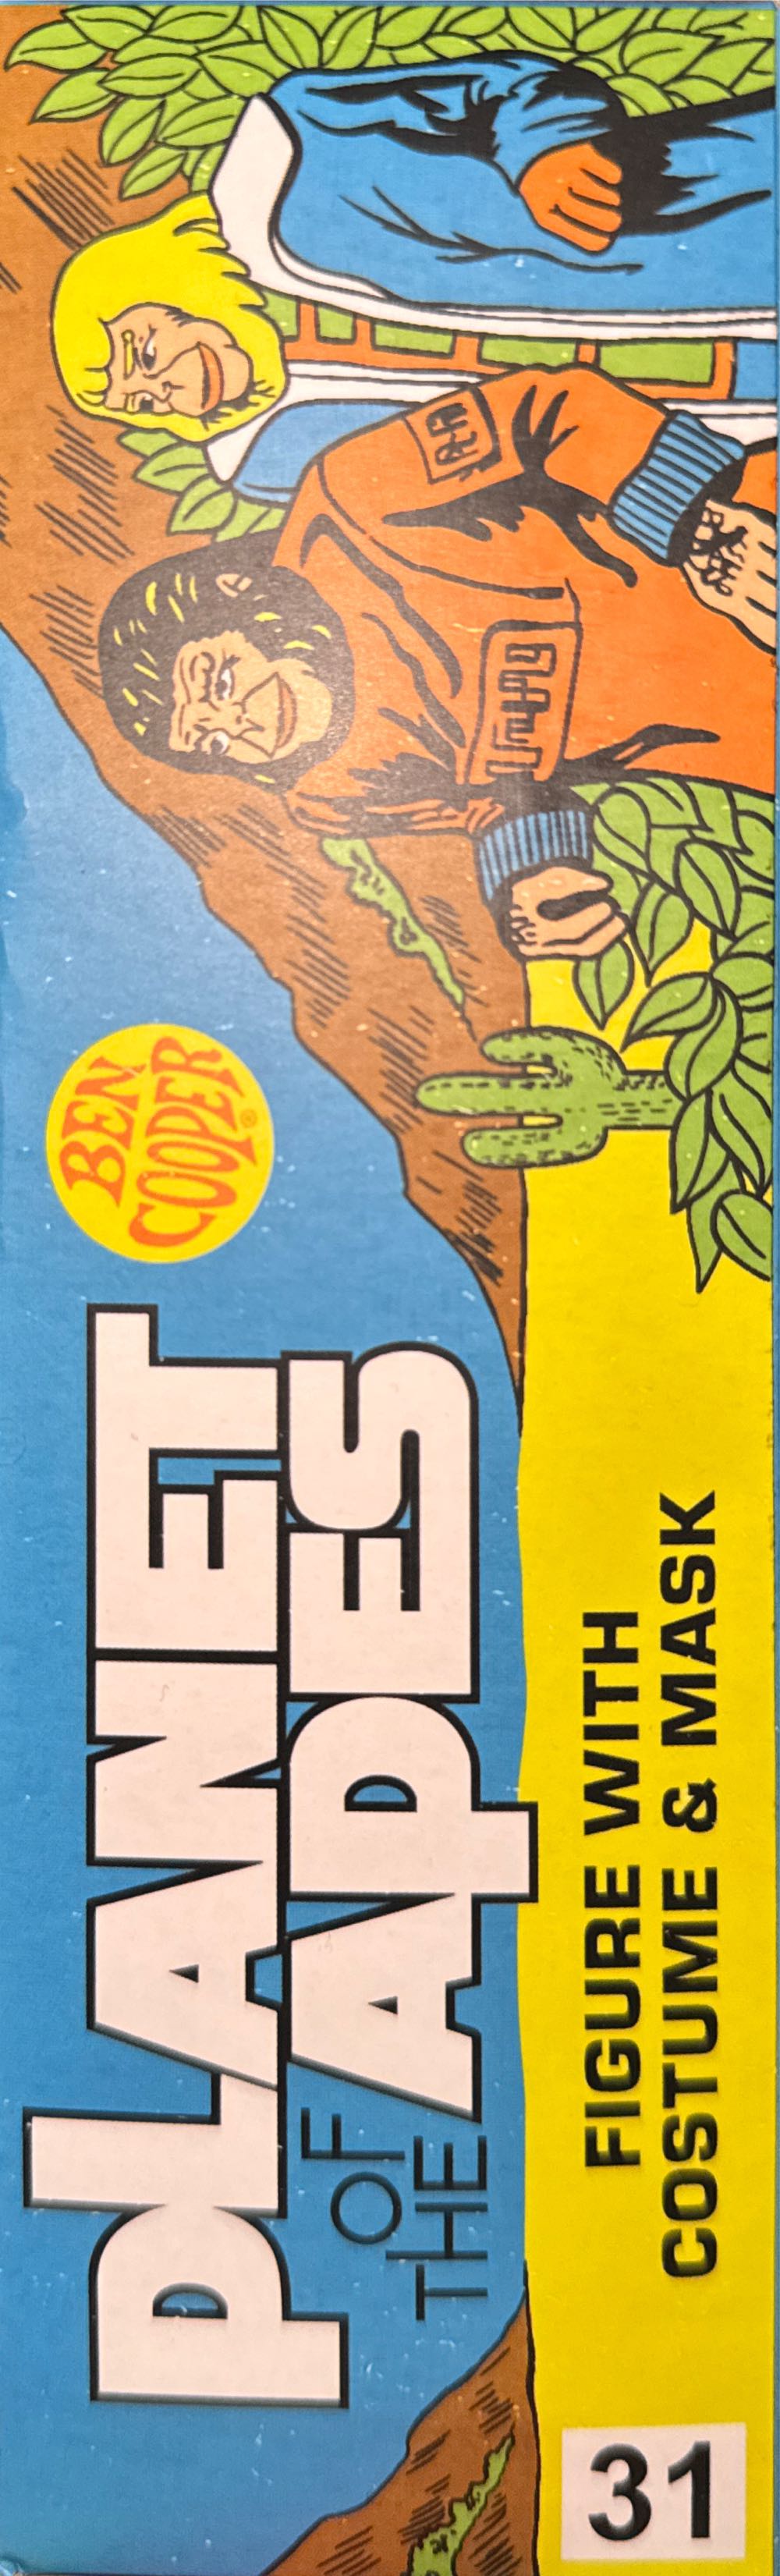 PLANET
OF
THE
APES
BEN
COOPER®
FIGURE WITH
COSTUME & MASK
31